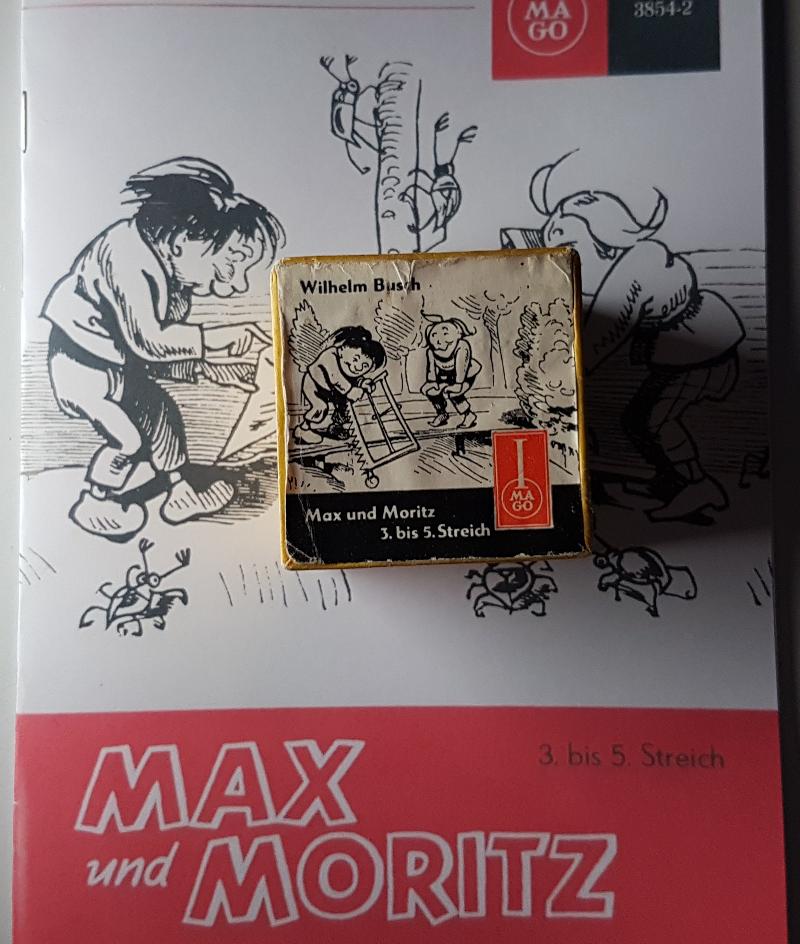 MA
GO
3854-2
Wilhelm Busch
I
MA
GO
Max und Moritz
3. bis 5. Streich
3. bis 5. Streich
MAX
und MORITZ